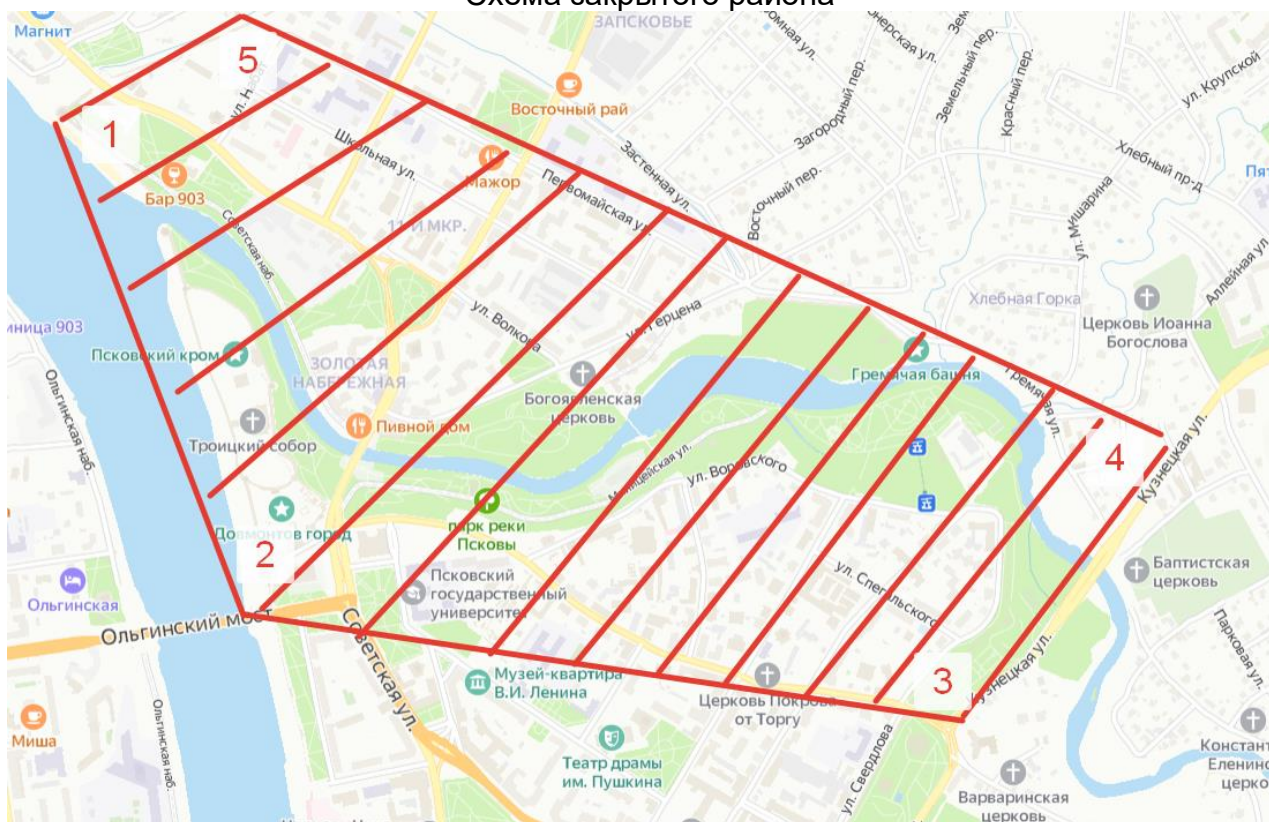 Схема закрытого района
Магнит
ЗАПСКОВЬЕ
5
Восточный рай
Земельный пер.
Красный пер.
ул. Крупской
Загородный пер.
1
Школьная ул.
Застенная ул.
Хлебный пр-д
Бар 903
Мажор
Первомайская ул.
Восточный пер.
ул. Мишарина
Советская наб.
Аллейная ул.
Хлебная Горка
Церковь Иоанна
Богослова
ул. Волкова
ул. Герцена
Псковский кром
ЗОЛОТАЯ
НАБЕРЕЖНАЯ
Гремячая башня
Гремячая ул.
Ольгинская наб.
Богоявленская
церковь
Троицкий собор
Пивной дом
4
Кузнецкая ул.
ул. Воровского
парк реки
Псковы
Довмонтов город
2
Псковский
государственный
университет
ул. Спегальского
Баптистская
церковь
Ольгинская
Ольгинский мост
Советская ул.
Парковая ул.
3
Кузнецкая ул.
Музей-квартира
В.И. Ленина
Церковь Покрова
от Торгу
Миша
Ольгинская наб.
Театр драмы
им. Пушкина
ул. Свердлова
Варваринская
церковь